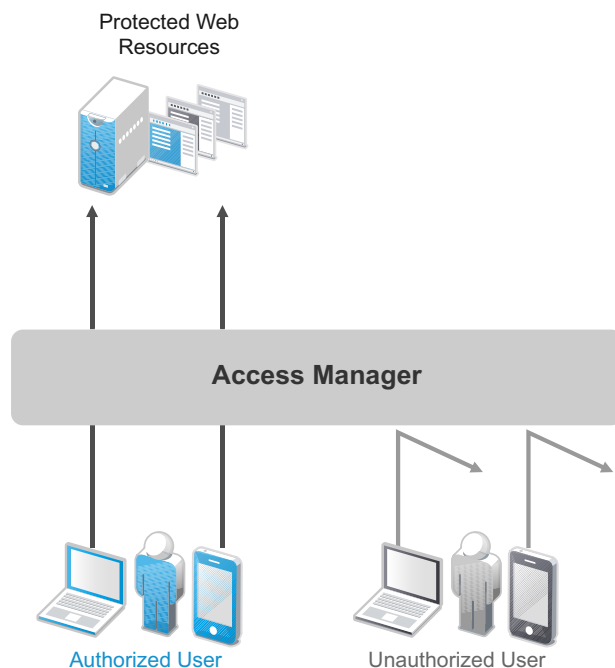 Protected Web
Resources
Access Manager
Authorized User
Unauthorized User